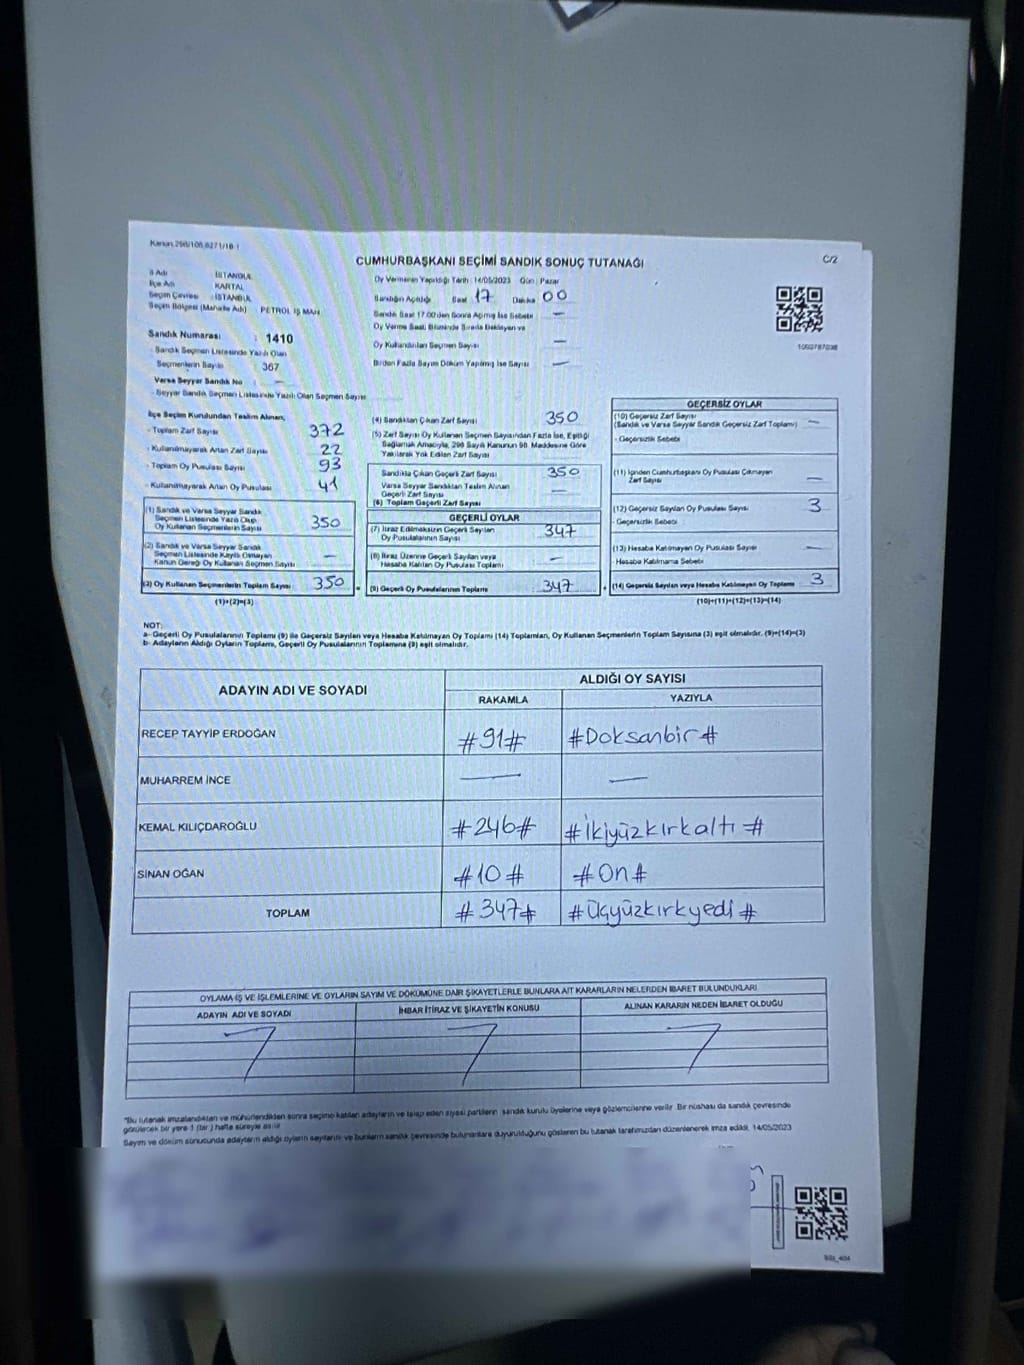 Kanun.298/105,6271/18-1
CUMHURBAŞKANI SEÇİMİ SANDIK SONUÇ TUTANAĞI
C/2
İl Adı : İSTANBUL
İlçe Adı : KARTAL
Seçim Çevresi : İSTANBUL
Seçim Bölgesi (Mahalle Adı) PETROL İŞ MAH
Sandık Numarası : 1410
- Sandık Seçmen Listesinde Yazılı Olan
Seçmenlerin Sayısı 367
Varsa Seyyar Sandık No : —
- Seyyar Sandık Seçmen Listesinde Yazılı Olan Seçmen Sayısı
Oy Vermenin Yapıldığı Tarih : 14/05/2023 Gün : Pazar
Sandığın Açıldığı Saat 17 Dakika 00
Sandık Saat 17.00'den Sonra Açılmış İse Sebebi —
Oy Verme Saati Bitiminde Sırada Bekleyen ve
Oy Kullandırılan Seçmen Sayısı —
Birden Fazla Sayım Döküm Yapılmış İse Sayısı —
İlçe Seçim Kurulundan Teslim Alınan;
- Toplam Zarf Sayısı 372
- Kullanılmayarak Artan Zarf Sayısı 22
- Toplam Oy Pusulası Sayısı 93
- Kullanılmayarak Artan Oy Pusulası 41
(1) Sandık ve Varsa Seyyar Sandık
Seçmen Listesinde Yazılı Olup
Oy Kullanan Seçmenlerin Sayısı 350
(2) Sandık ve Varsa Seyyar Sandık
Seçmen Listesinde Kayıtlı Olmayan
Kanun Gereği Oy Kullanan Seçmen Sayısı —
(3) Oy Kullanan Seçmenlerin Toplam Sayısı 350
(1)+(2)=(3)
(4) Sandıktan Çıkan Zarf Sayısı 350
(5) Zarf Sayısı Oy Kullanan Seçmen Sayısından Fazla İse, Eşitliği
Sağlamak Amacıyla, 298 Sayılı Kanunun 98. Maddesine Göre
Yakılarak Yok Edilen Zarf Sayısı
Sandıkta Çıkan Geçerli Zarf Sayısı 350
Varsa Seyyar Sandıktan Teslim Alınan
Geçerli Zarf Sayısı —
(6) Toplam Geçerli Zarf Sayısı
GEÇERLİ OYLAR
(7) İtiraz Edilmeksizin Geçerli Sayılan
Oy Pusulalarının Sayısı 347
(8) İtiraz Üzerine Geçerli Sayılan veya
Hesaba Katılan Oy Pusulası Toplamı —
(9) Geçerli Oy Pusulalarının Toplamı 347
GEÇERSİZ OYLAR
(10) Geçersiz Zarf Sayısı
(Sandık ve Varsa Seyyar Sandık Geçersiz Zarf Toplamı) —
- Geçersizlik Sebebi
(11) İçinden Cumhurbaşkanı Oy Pusulası Çıkmayan
Zarf Sayısı —
(12) Geçersiz Sayılan Oy Pusulası Sayısı 3
- Geçersizlik Sebebi
(13) Hesaba Katılmayan Oy Pusulası Sayısı —
Hesaba Katılmama Sebebi
(14) Geçersiz Sayılan veya Hesaba Katılmayan Oy Toplamı 3
(10)+(11)+(12)+(13)=(14)
NOT:
a- Geçerli Oy Pusulalarının Toplamı (9) ile Geçersiz Sayılan veya Hesaba Katılmayan Oy Toplamı (14) Toplamları, Oy Kullanan Seçmenlerin Toplam Sayısına (3) eşit olmalıdır. (9)+(14)=(3)
b- Adayların Aldığı Oyların Toplamı, Geçerli Oy Pusulalarının Toplamına (9) eşit olmalıdır.
ADAYIN ADI VE SOYADI
ALDIĞI OY SAYISI
RAKAMLA YAZIYLA
RECEP TAYYİP ERDOĞAN #91# #Doksanbir#
MUHARREM İNCE — —
KEMAL KILIÇDAROĞLU #246# #İkiyüzkırkaltı#
SİNAN OĞAN #10# #On#
TOPLAM #347# #Üçyüzkırkyedi#
OYLAMA İŞ VE İŞLEMLERİNE VE OYLARIN SAYIM VE DÖKÜMÜNE DAİR ŞİKAYETLERLE BUNLARA AİT KARARLARIN NELERDEN İBARET BULUNDUKLARI
ADAYIN ADI VE SOYADI
İHBAR İTİRAZ VE ŞİKAYETİN KONUSU
ALINAN KARARIN NEDEN İBARET OLDUĞU
"Bu tutanak imzalandıktan ve mühürlendikten sonra seçime katılan adayların ve talep eden siyasi partilerin sandık kurulu üyelerine veya gözlemcilerine verilir. Bir nüshası da sandık çevresinde
görülecek bir yere 1 (bir) hafta süreyle asılır
Sayım ve döküm sonucunda adayların aldığı oyların sayılarını ve bunların sandık çevresinde bulunanlara duyurulduğunu gösteren bu tutanak tarafımızdan düzenlenerek imza edildi. 14/05/2023